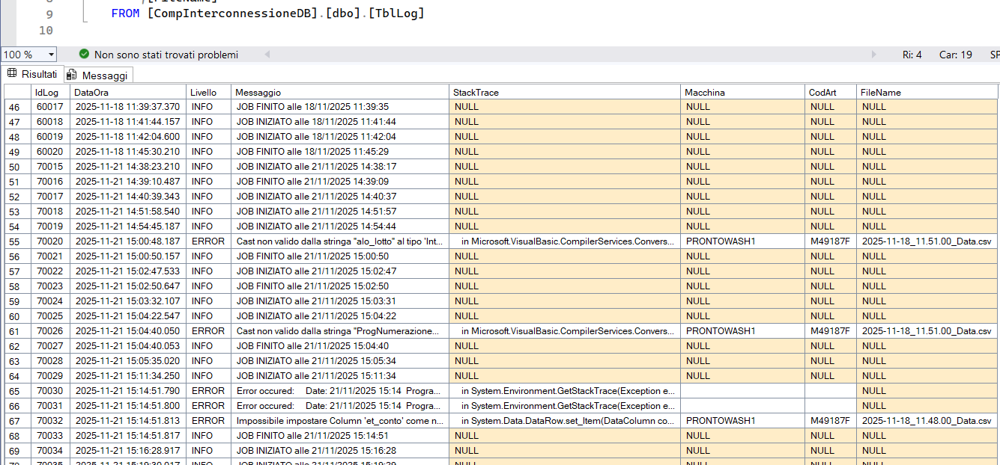 9 FROM [CompInterconnessioneDB].[dbo].[TblLog]
10
100 % Non sono stati trovati problemi Ri: 4 Car: 19 SP
Risultati Messaggi
IdLog DataOra Livello Messaggio StackTrace Macchina CodArt FileName
46 60017 2025-11-18 11:39:37.370 INFO JOB FINITO alle 18/11/2025 11:39:35 NULL NULL NULL NULL
47 60018 2025-11-18 11:41:44.157 INFO JOB INIZIATO alle 18/11/2025 11:41:44 NULL NULL NULL NULL
48 60019 2025-11-18 11:42:04.600 INFO JOB INIZIATO alle 18/11/2025 11:42:04 NULL NULL NULL NULL
49 60020 2025-11-18 11:45:30.210 INFO JOB FINITO alle 18/11/2025 11:45:29 NULL NULL NULL NULL
50 70015 2025-11-21 14:38:23.210 INFO JOB INIZIATO alle 21/11/2025 14:38:17 NULL NULL NULL NULL
51 70016 2025-11-21 14:39:10.487 INFO JOB FINITO alle 21/11/2025 14:39:09 NULL NULL NULL NULL
52 70017 2025-11-21 14:40:39.343 INFO JOB INIZIATO alle 21/11/2025 14:40:37 NULL NULL NULL NULL
53 70018 2025-11-21 14:51:58.540 INFO JOB INIZIATO alle 21/11/2025 14:51:57 NULL NULL NULL NULL
54 70019 2025-11-21 14:54:45.187 INFO JOB INIZIATO alle 21/11/2025 14:54:44 NULL NULL NULL NULL
55 70020 2025-11-21 15:00:48.187 ERROR Cast non valido dalla stringa "alo_lotto" al tipo 'Int... in Microsoft.VisualBasic.CompilerServices.Convers... PRONTOWASH1 M49187F 2025-11-18_11.51.00_Data.csv
56 70021 2025-11-21 15:00:50.157 INFO JOB FINITO alle 21/11/2025 15:00:50 NULL NULL NULL NULL
57 70022 2025-11-21 15:02:47.533 INFO JOB INIZIATO alle 21/11/2025 15:02:47 NULL NULL NULL NULL
58 70023 2025-11-21 15:02:50.647 INFO JOB FINITO alle 21/11/2025 15:02:50 NULL NULL NULL NULL
59 70024 2025-11-21 15:03:32.107 INFO JOB INIZIATO alle 21/11/2025 15:03:31 NULL NULL NULL NULL
60 70025 2025-11-21 15:04:22.547 INFO JOB INIZIATO alle 21/11/2025 15:04:22 NULL NULL NULL NULL
61 70026 2025-11-21 15:04:40.050 ERROR Cast non valido dalla stringa "ProgNumerazione... in Microsoft.VisualBasic.CompilerServices.Convers... PRONTOWASH1 M49187F 2025-11-18_11.51.00_Data.csv
62 70027 2025-11-21 15:04:40.053 INFO JOB FINITO alle 21/11/2025 15:04:40 NULL NULL NULL NULL
63 70028 2025-11-21 15:05:35.020 INFO JOB INIZIATO alle 21/11/2025 15:05:34 NULL NULL NULL NULL
64 70029 2025-11-21 15:11:34.250 INFO JOB INIZIATO alle 21/11/2025 15:11:34 NULL NULL NULL NULL
65 70030 2025-11-21 15:14:51.790 ERROR Error occured: Date: 21/11/2025 15:14 Progra... in System.Environment.GetStackTrace(Exception e... NULL
66 70031 2025-11-21 15:14:51.800 ERROR Error occured: Date: 21/11/2025 15:14 Progra... in System.Environment.GetStackTrace(Exception e... NULL
67 70032 2025-11-21 15:14:51.813 ERROR Impossibile impostare Column 'et_conto' come n... in System.Data.DataRow.set_Item(DataColumn co... PRONTOWASH1 M49187F 2025-11-18_11.48.00_Data.csv
68 70033 2025-11-21 15:14:51.817 INFO JOB FINITO alle 21/11/2025 15:14:51 NULL NULL NULL NULL
69 70034 2025-11-21 15:16:28.917 INFO JOB INIZIATO alle 21/11/2025 15:16:28 NULL NULL NULL NULL